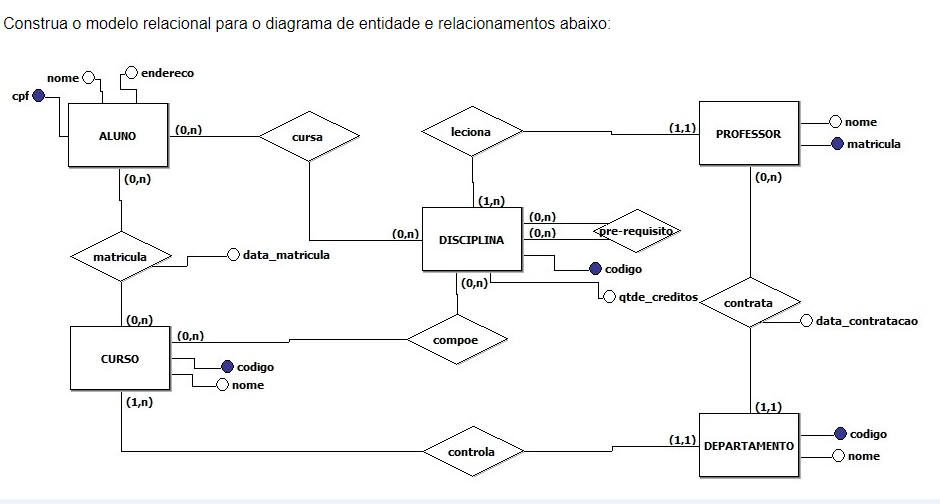 Construa o modelo relacional para o diagrama de entidade e relacionamentos abaixo:
nome
endereco
cpf
ALUNO
(0,n)
cursa
leciona
(1,1)
PROFESSOR
nome
matricula
(0,n)
(0,n)
(1,n)
(0,n)
DISCIPLINA
(0,n)
(0,n)
pre-requisito
matricula
data_matricula
codigo
(0,n)
qtde_creditos
contrata
data_contratacao
(0,n)
(0,n)
compoe
CURSO
codigo
nome
(1,n)
(1,1)
controla
(1,1)
DEPARTAMENTO
codigo
nome